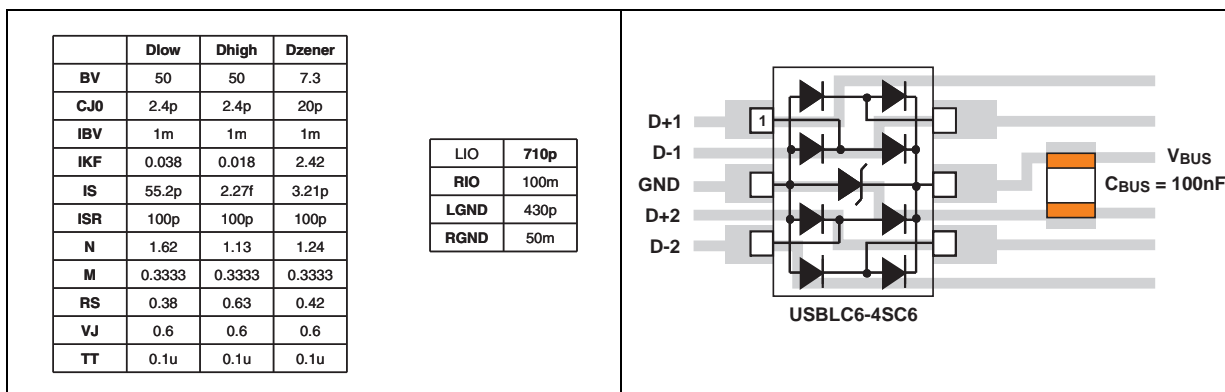 Dlow Dhigh Dzener
BV 50 50 7.3
CJ0 2.4p 2.4p 20p
IBV 1m 1m 1m
IKF 0.038 0.018 2.42
IS 55.2p 2.27f 3.21p
ISR 100p 100p 100p
N 1.62 1.13 1.24
M 0.3333 0.3333 0.3333
RS 0.38 0.63 0.42
VJ 0.6 0.6 0.6
TT 0.1u 0.1u 0.1u
LIO 710p
RIO 100m
LGND 430p
RGND 50m
D+1
1
D-1
GND
D+2
D-2
VBUS
CBUS = 100nF
USBLC6-4SC6